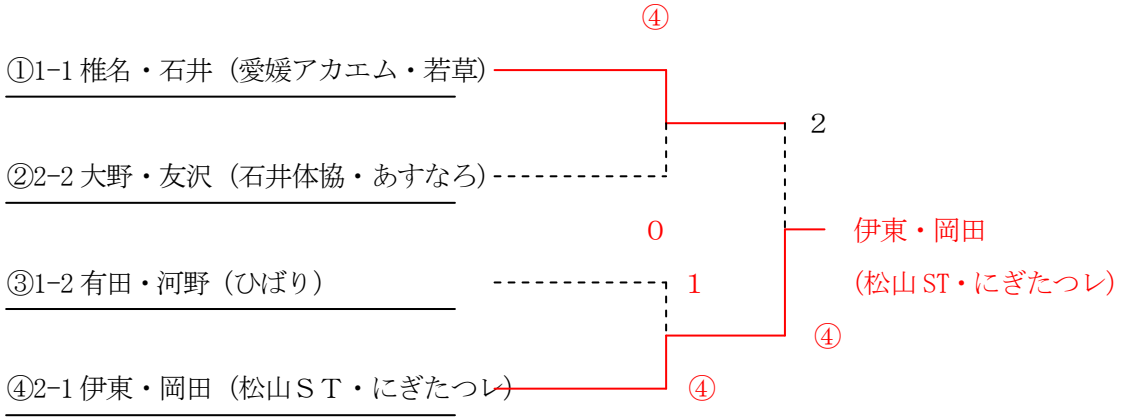 ④
①1-1 椎名・石井（愛媛アカエム・若草）
２
②2-2 大野・友沢（石井体協・あすなろ）
０
伊東・岡田
③1-2 有田・河野（ひばり）
１
（松山 ST・にぎたつレ）
④
④2-1 伊東・岡田（松山ＳＴ・にぎたつレ）
④